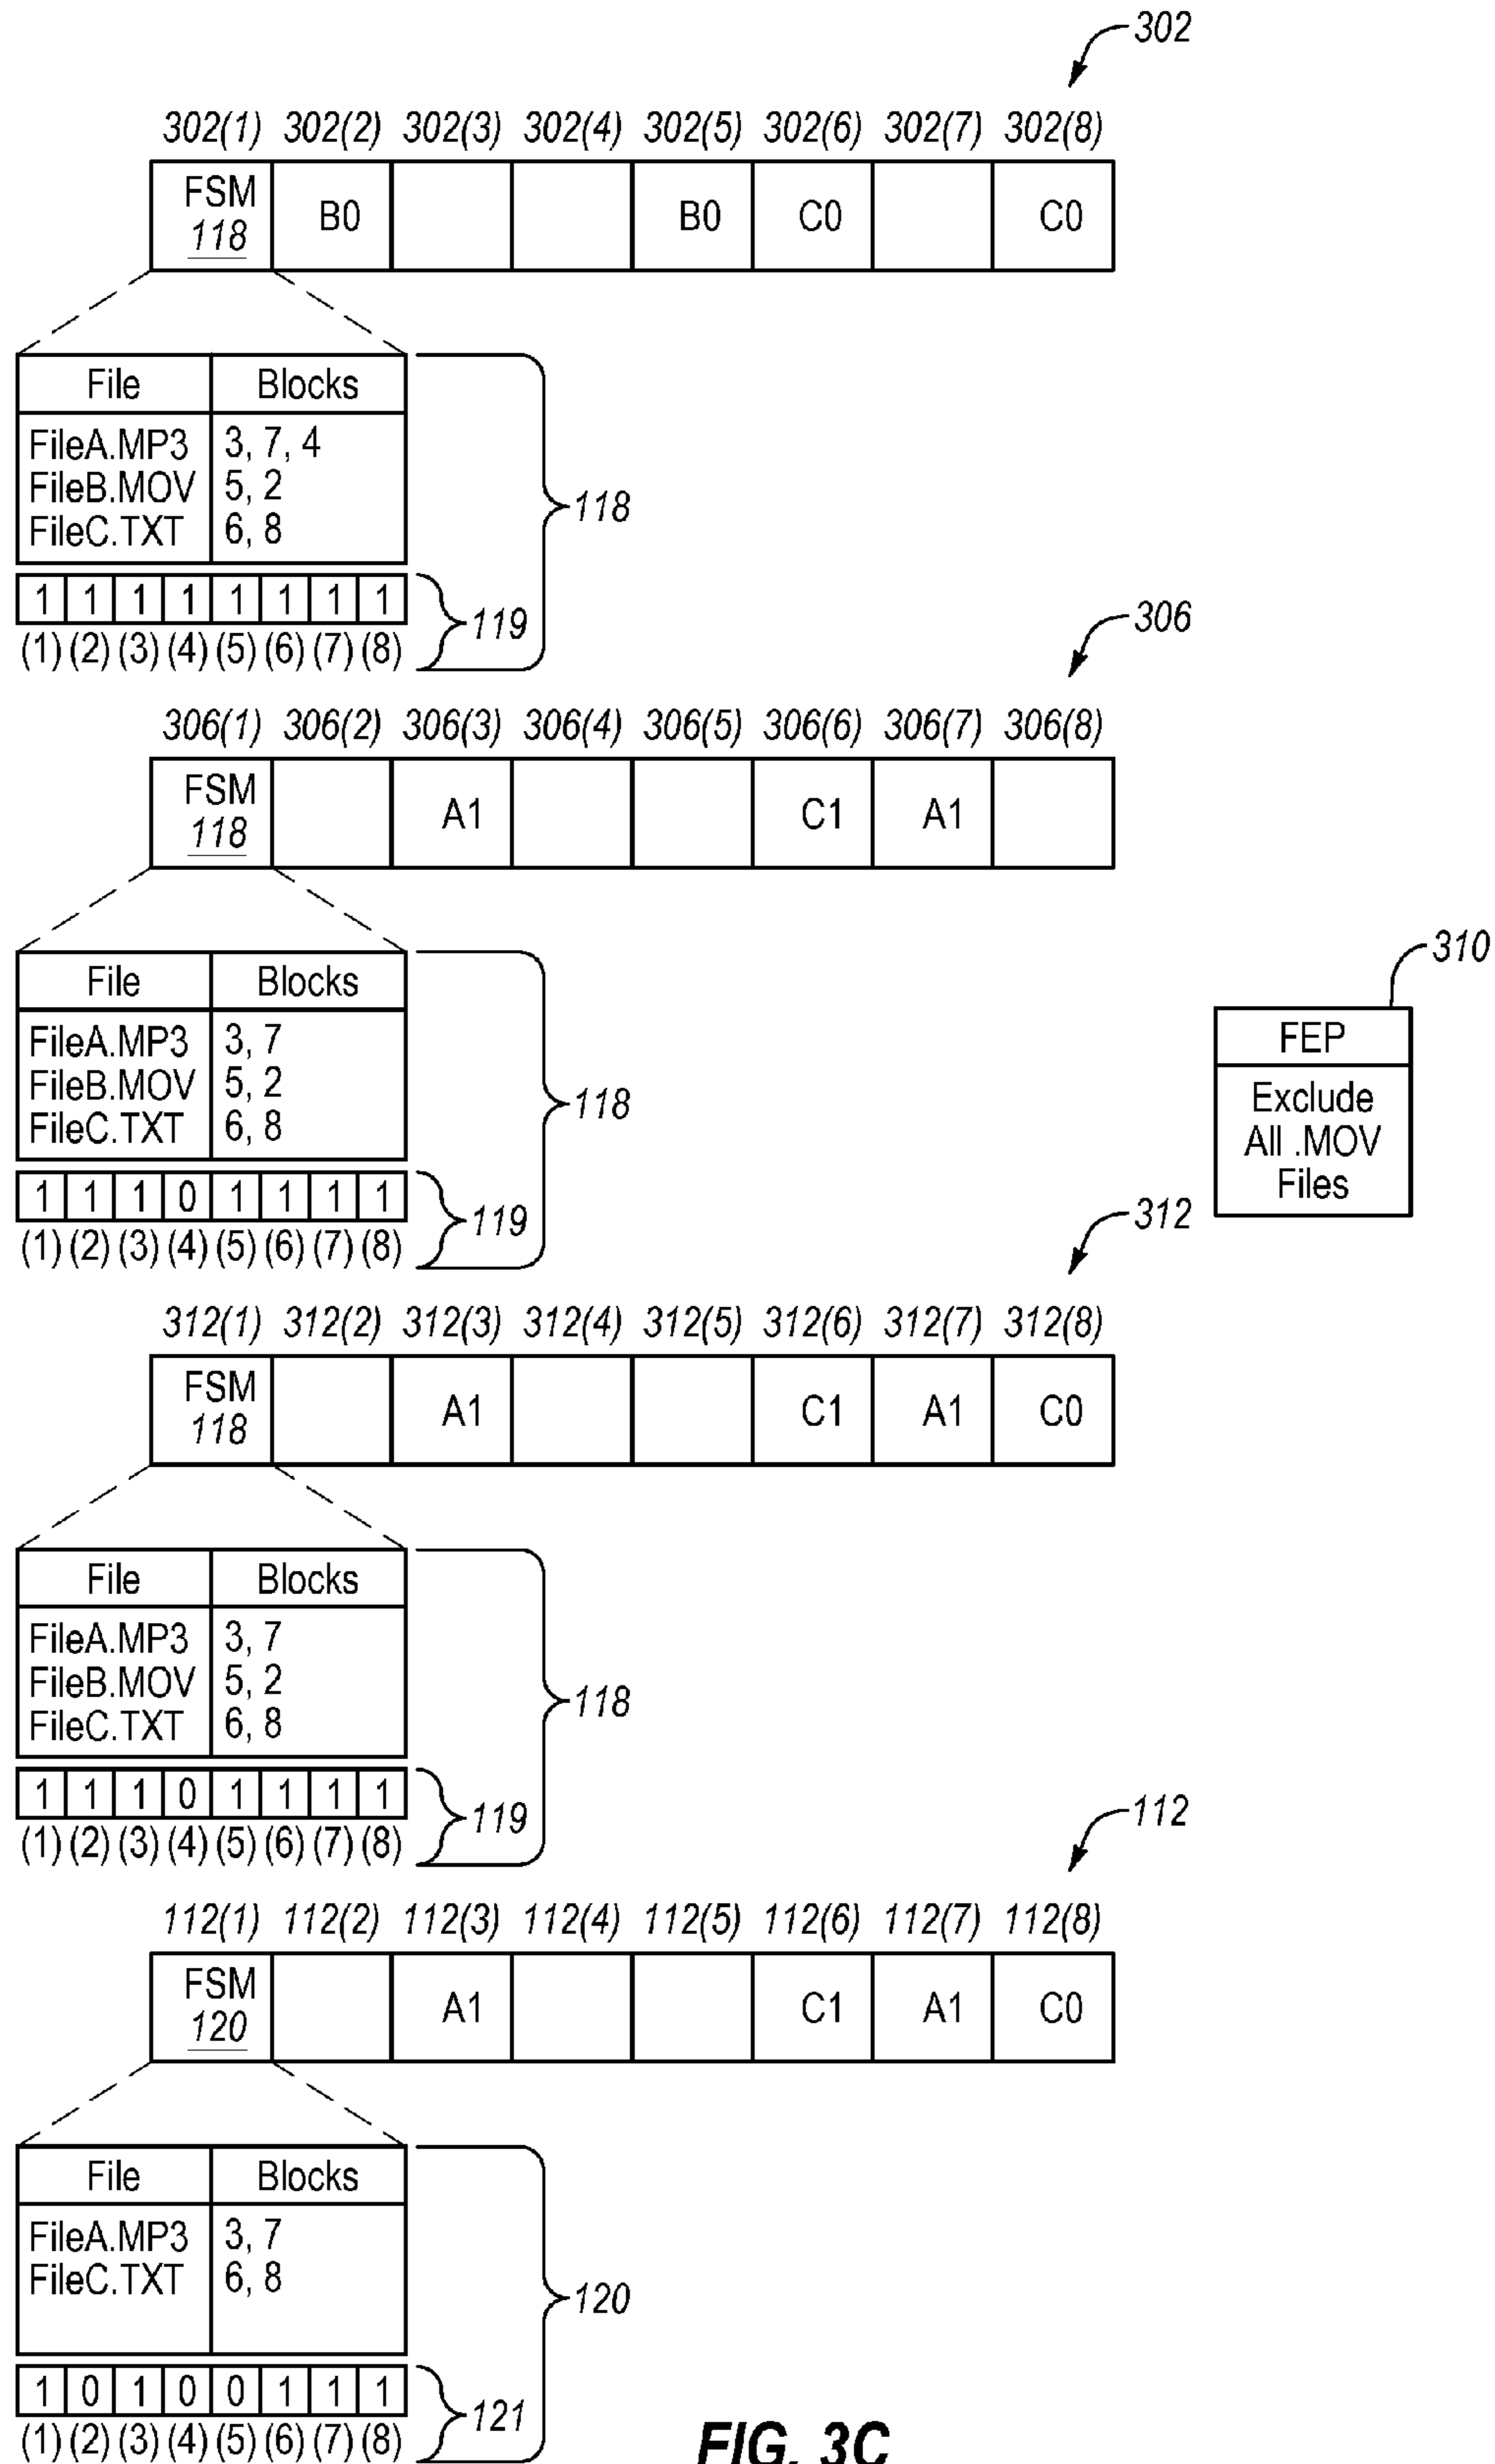 302
302(1) 302(2) 302(3) 302(4) 302(5) 302(6) 302(7) 302(8)
FSM
118
B0 B0 C0 C0
File Blocks
FileA.MP3 3, 7, 4
FileB.MOV 5, 2
FileC.TXT 6, 8
118
1 1 1 1 1 1 1 1
119
(1) (2) (3) (4) (5) (6) (7) (8)
306
306(1) 306(2) 306(3) 306(4) 306(5) 306(6) 306(7) 306(8)
FSM
118
A1 C1 A1
File Blocks
FileA.MP3 3, 7
FileB.MOV 5, 2
FileC.TXT 6, 8
118
1 1 1 0 1 1 1 1
119
(1) (2) (3) (4) (5) (6) (7) (8)
310
FEP
Exclude
All .MOV
Files
312
312(1) 312(2) 312(3) 312(4) 312(5) 312(6) 312(7) 312(8)
FSM
118
A1 C1 A1 C0
File Blocks
FileA.MP3 3, 7
FileB.MOV 5, 2
FileC.TXT 6, 8
118
1 1 1 0 1 1 1 1
119
(1) (2) (3) (4) (5) (6) (7) (8)
112
112(1) 112(2) 112(3) 112(4) 112(5) 112(6) 112(7) 112(8)
FSM
120
A1 C1 A1 C0
File Blocks
FileA.MP3 3, 7
FileC.TXT 6, 8
120
1 0 1 0 0 1 1 1
121
(1) (2) (3) (4) (5) (6) (7) (8)
FIG. 3C